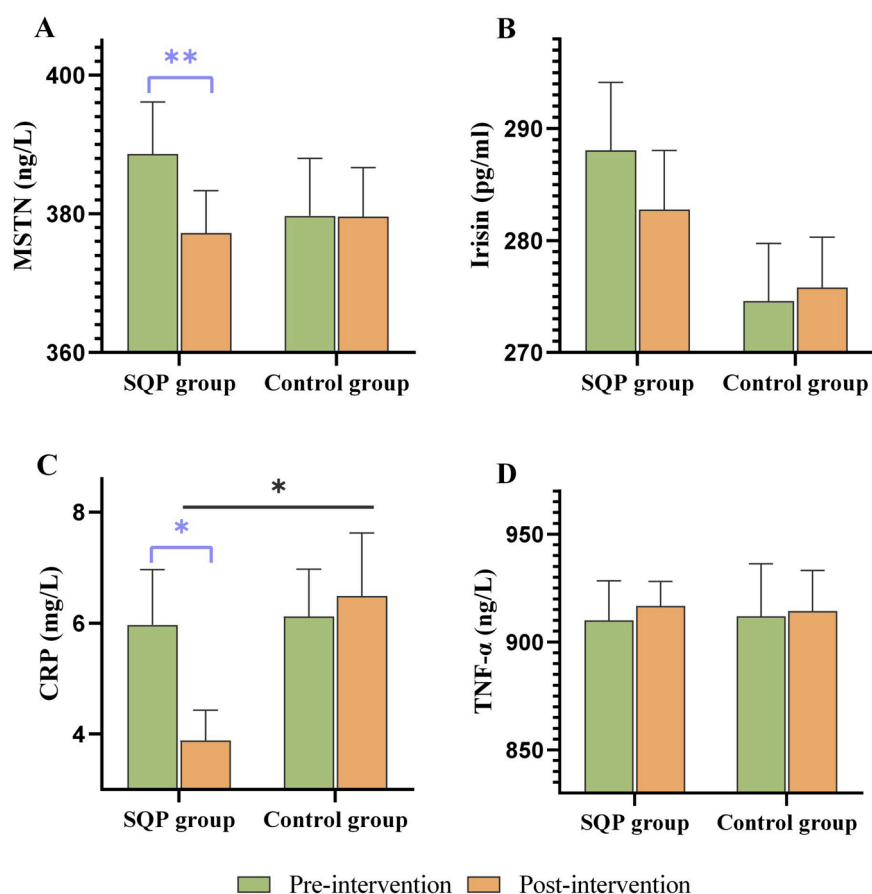 A
MSTN (ng/L)
400
380
360
**
SQP group
Control group
B
Irisin (pg/ml)
290
280
270
SQP group
Control group
C
CRP (mg/L)
8
6
4
*
*
SQP group
Control group
D
TNF-α (ng/L)
950
900
850
SQP group
Control group
Pre-intervention
Post-intervention